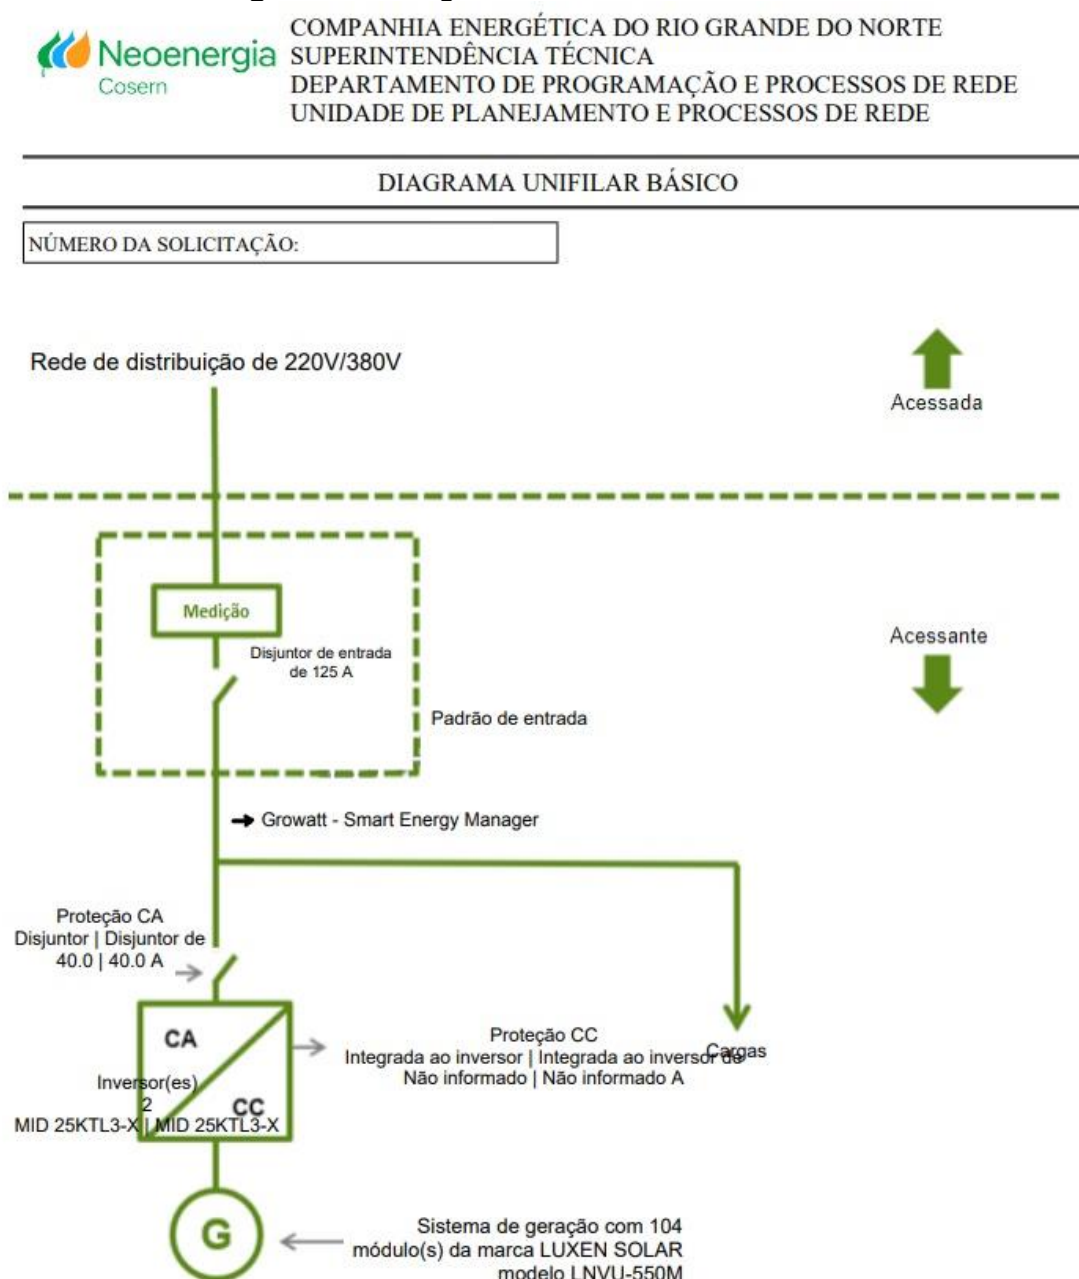 Neoenergia
Cosern
COMPANHIA ENERGÉTICA DO RIO GRANDE DO NORTE
SUPERINTENDÊNCIA TÉCNICA
DEPARTAMENTO DE PROGRAMAÇÃO E PROCESSOS DE REDE
UNIDADE DE PLANEJAMENTO E PROCESSOS DE REDE
DIAGRAMA UNIFILAR BÁSICO
NÚMERO DA SOLICITAÇÃO:
Rede de distribuição de 220V/380V
Acessada
Medição
Disjuntor de entrada
de 125 A
Acessante
Padrão de entrada
Growatt - Smart Energy Manager
Proteção CA
Disjuntor | Disjuntor de
40.0 | 40.0 A
CA
CC
Inversor(es)
2
MID 25KTL3-X | MID 25KTL3-X
Proteção CC
Integrada ao inversor | Integrada ao inversor de
Não informado | Não informado A
Cargas
G
Sistema de geração com 104
módulo(s) da marca LUXEN SOLAR
modelo LNVU-550M